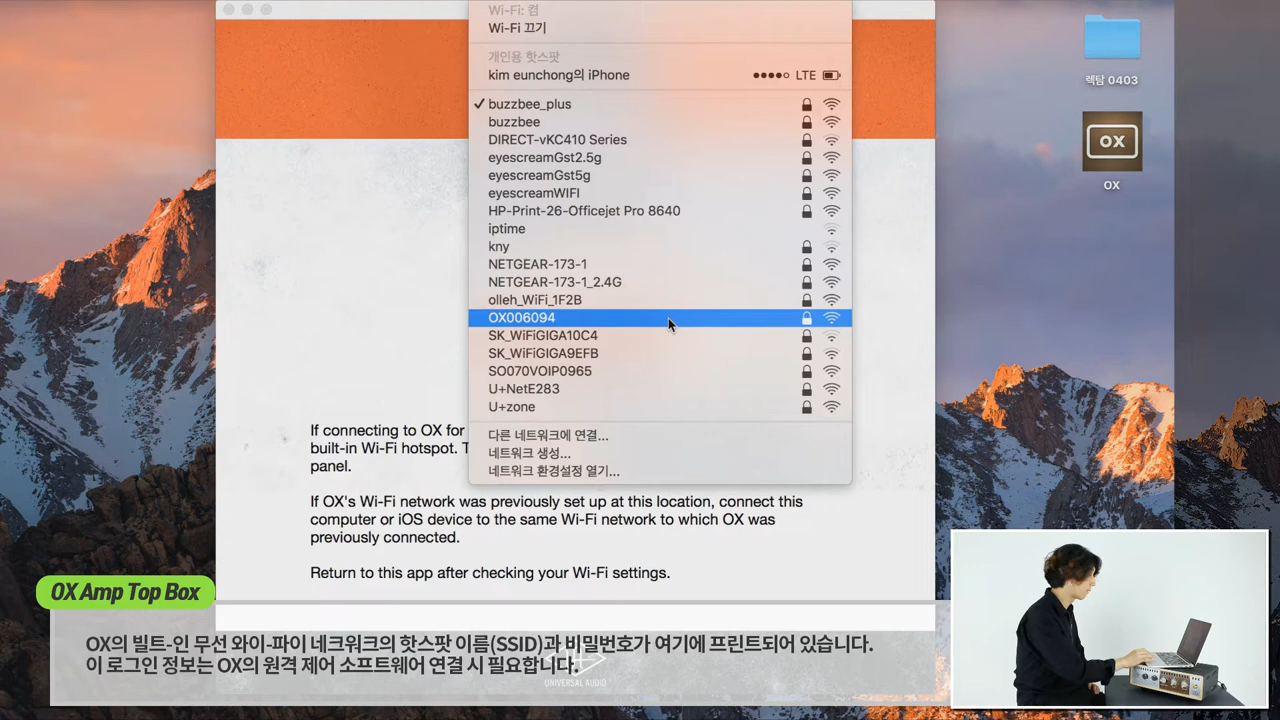 Wi-Fi: 켬
Wi-Fi 끄기
개인용 핫스팟
kim eunchong의 iPhone
LTE
✓ buzzbee_plus
buzzbee
DIRECT-vKC410 Series
eyescreamGst2.5g
eyescreamGst5g
eyescreamWIFI
HP-Print-26-Officejet Pro 8640
iptime
kny
NETGEAR-173-1
NETGEAR-173-1_2.4G
olleh_WiFi_1F2B
OX006094
SK_WiFiGIGA10C4
SK_WiFiGIGA9EFB
SO070VOIP0965
U+NetE283
U+zone
다른 네트워크에 연결...
네트워크 생성...
네트워크 환경설정 열기...
렉탐 0403
OX
OX
If connecting to OX for
built-in Wi-Fi hotspot. T
panel.
If OX's Wi-Fi network was previously set up at this location, connect this
computer or iOS device to the same Wi-Fi network to which OX was
previously connected.
Return to this app after checking your Wi-Fi settings.
OX Amp Top Box
OX의 빌트-인 무선 와이-파이 네크워크의 핫스팟 이름(SSID)과 비밀번호가 여기에 프린트되어 있습니다.
이 로그인 정보는 OX의 원격 제어 소프트웨어 연결 시 필요합니다.
UNIVERSAL AUDIO